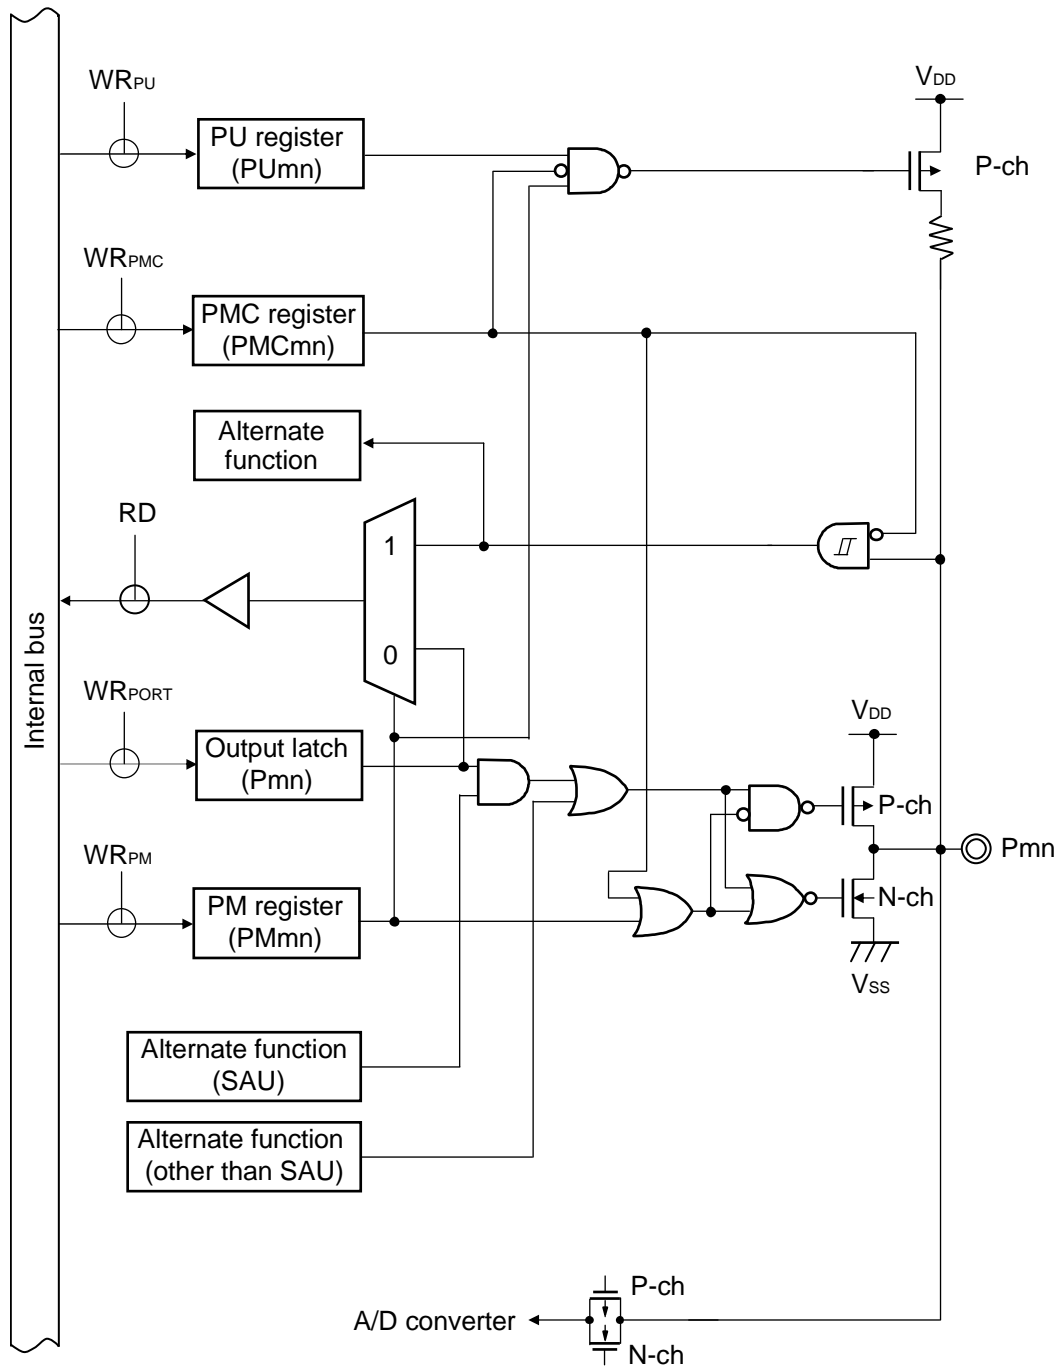 WRPU
VDD
PU register
(PUmn)
P-ch
WRPMC
PMC register
(PMCmn)
Alternate
function
RD
1
0
Internal bus
WRPORT
VDD
Output latch
(Pmn)
P-ch
Pmn
WRPM
PM register
(PMmn)
N-ch
VSS
Alternate function
(SAU)
Alternate function
(other than SAU)
P-ch
A/D converter
N-ch